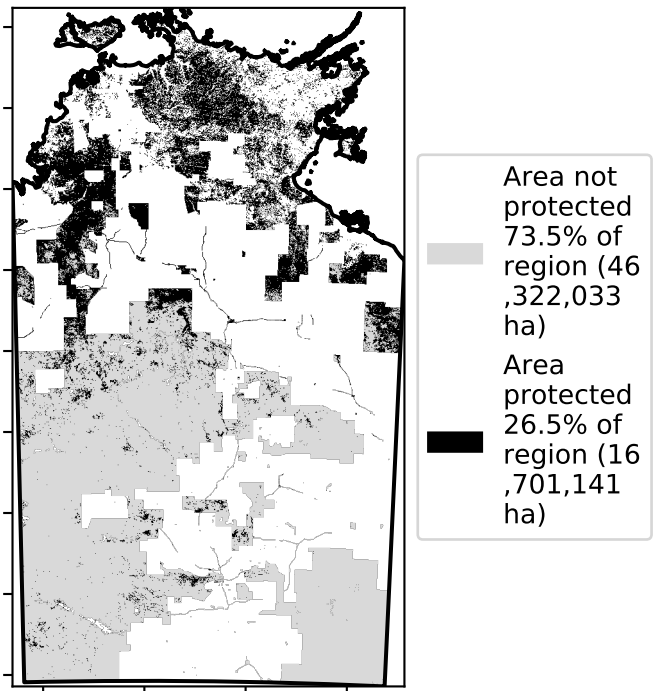 Area not
protected
73.5% of
region (46
,322,033
ha)
Area
protected
26.5% of
region (16
,701,141
ha)